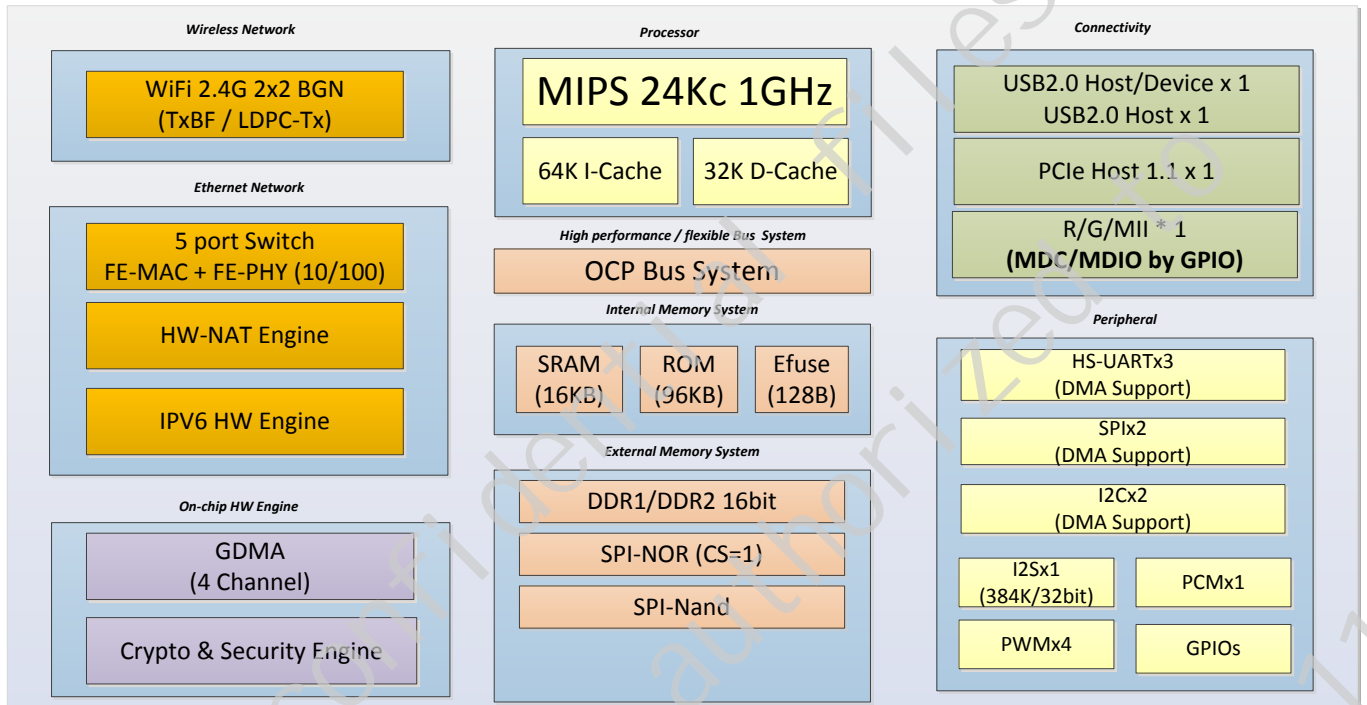 Wireless Network
WiFi 2.4G 2x2 BGN
(TxBF / LDPC-Tx)
Ethernet Network
5 port Switch
FE-MAC + FE-PHY (10/100)
HW-NAT Engine
IPV6 HW Engine
On-chip HW Engine
GDMA
(4 Channel)
Crypto & Security Engine
Processor
MIPS 24Kc 1GHz
64K I-Cache
32K D-Cache
High performance / flexible Bus System
OCP Bus System
Internal Memory System
SRAM
(16KB)
ROM
(96KB)
Efuse
(128B)
External Memory System
DDR1/DDR2 16bit
SPI-NOR (CS=1)
SPI-Nand
Connectivity
USB2.0 Host/Device x 1
USB2.0 Host x 1
PCIe Host 1.1 x 1
R/G/MII * 1
(MDC/MDIO by GPIO)
Peripheral
HS-UARTx3
(DMA Support)
SPIx2
(DMA Support)
I2Cx2
(DMA Support)
I2Sx1
(384K/32bit)
PCMx1
PWMx4
GPIOs
confidential files
authorized to